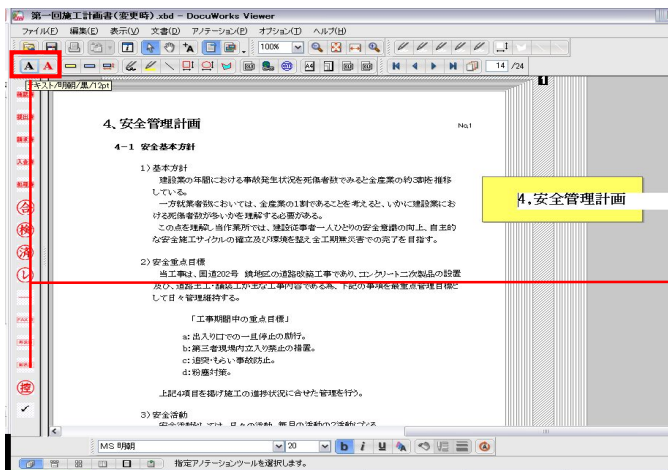 第一回施工計画書(変更時).xbd - DocuWorks Viewer
ファイル(F) 編集(E) 表示(V) 文書(D) アノテーション(P) オプション(T) ヘルプ(H)
100%
A A
14 /24
テキスト/明朝/黒/12pt
1
4、安全管理計画
No.1
4-1 安全基本方針
1)基本方針
建設業の年間における事故発生状況を死傷者数でみると全産業の約3割を推移
している。
一方就業者数においては、全産業の1割であることを考えると、いかに建設業にお
ける死傷者数が多いかを理解する必要がある。
この点を理解し当作業所では、建設従事者一人ひとりの安全意識の向上、自主的
な安全施工サイクルの確立及び環境を整え全工期無災害での完了を目指す。
4,安全管理計画
2)安全重点目標
当工事は、国道202号 鏡地区の道路改築工事であり、コンクリート二次製品の設置
及び、道路土工・舗装工が主な工事内容である為、下記の事項を最重点管理目標と
して日々管理維持する。
「工事期間中の重点目標」
a:出入り口での一旦停止の励行。
b:第三者現場内立入り禁止の措置。
c:追突・もらい事故防止。
d:粉塵対策。
上記4項目を掲げ施工の進捗状況に合せた管理を行う。
3)安全活動
合
検
済
レ
控
MS 明朝
20
b i U
指定アノテーションツールを選択します。